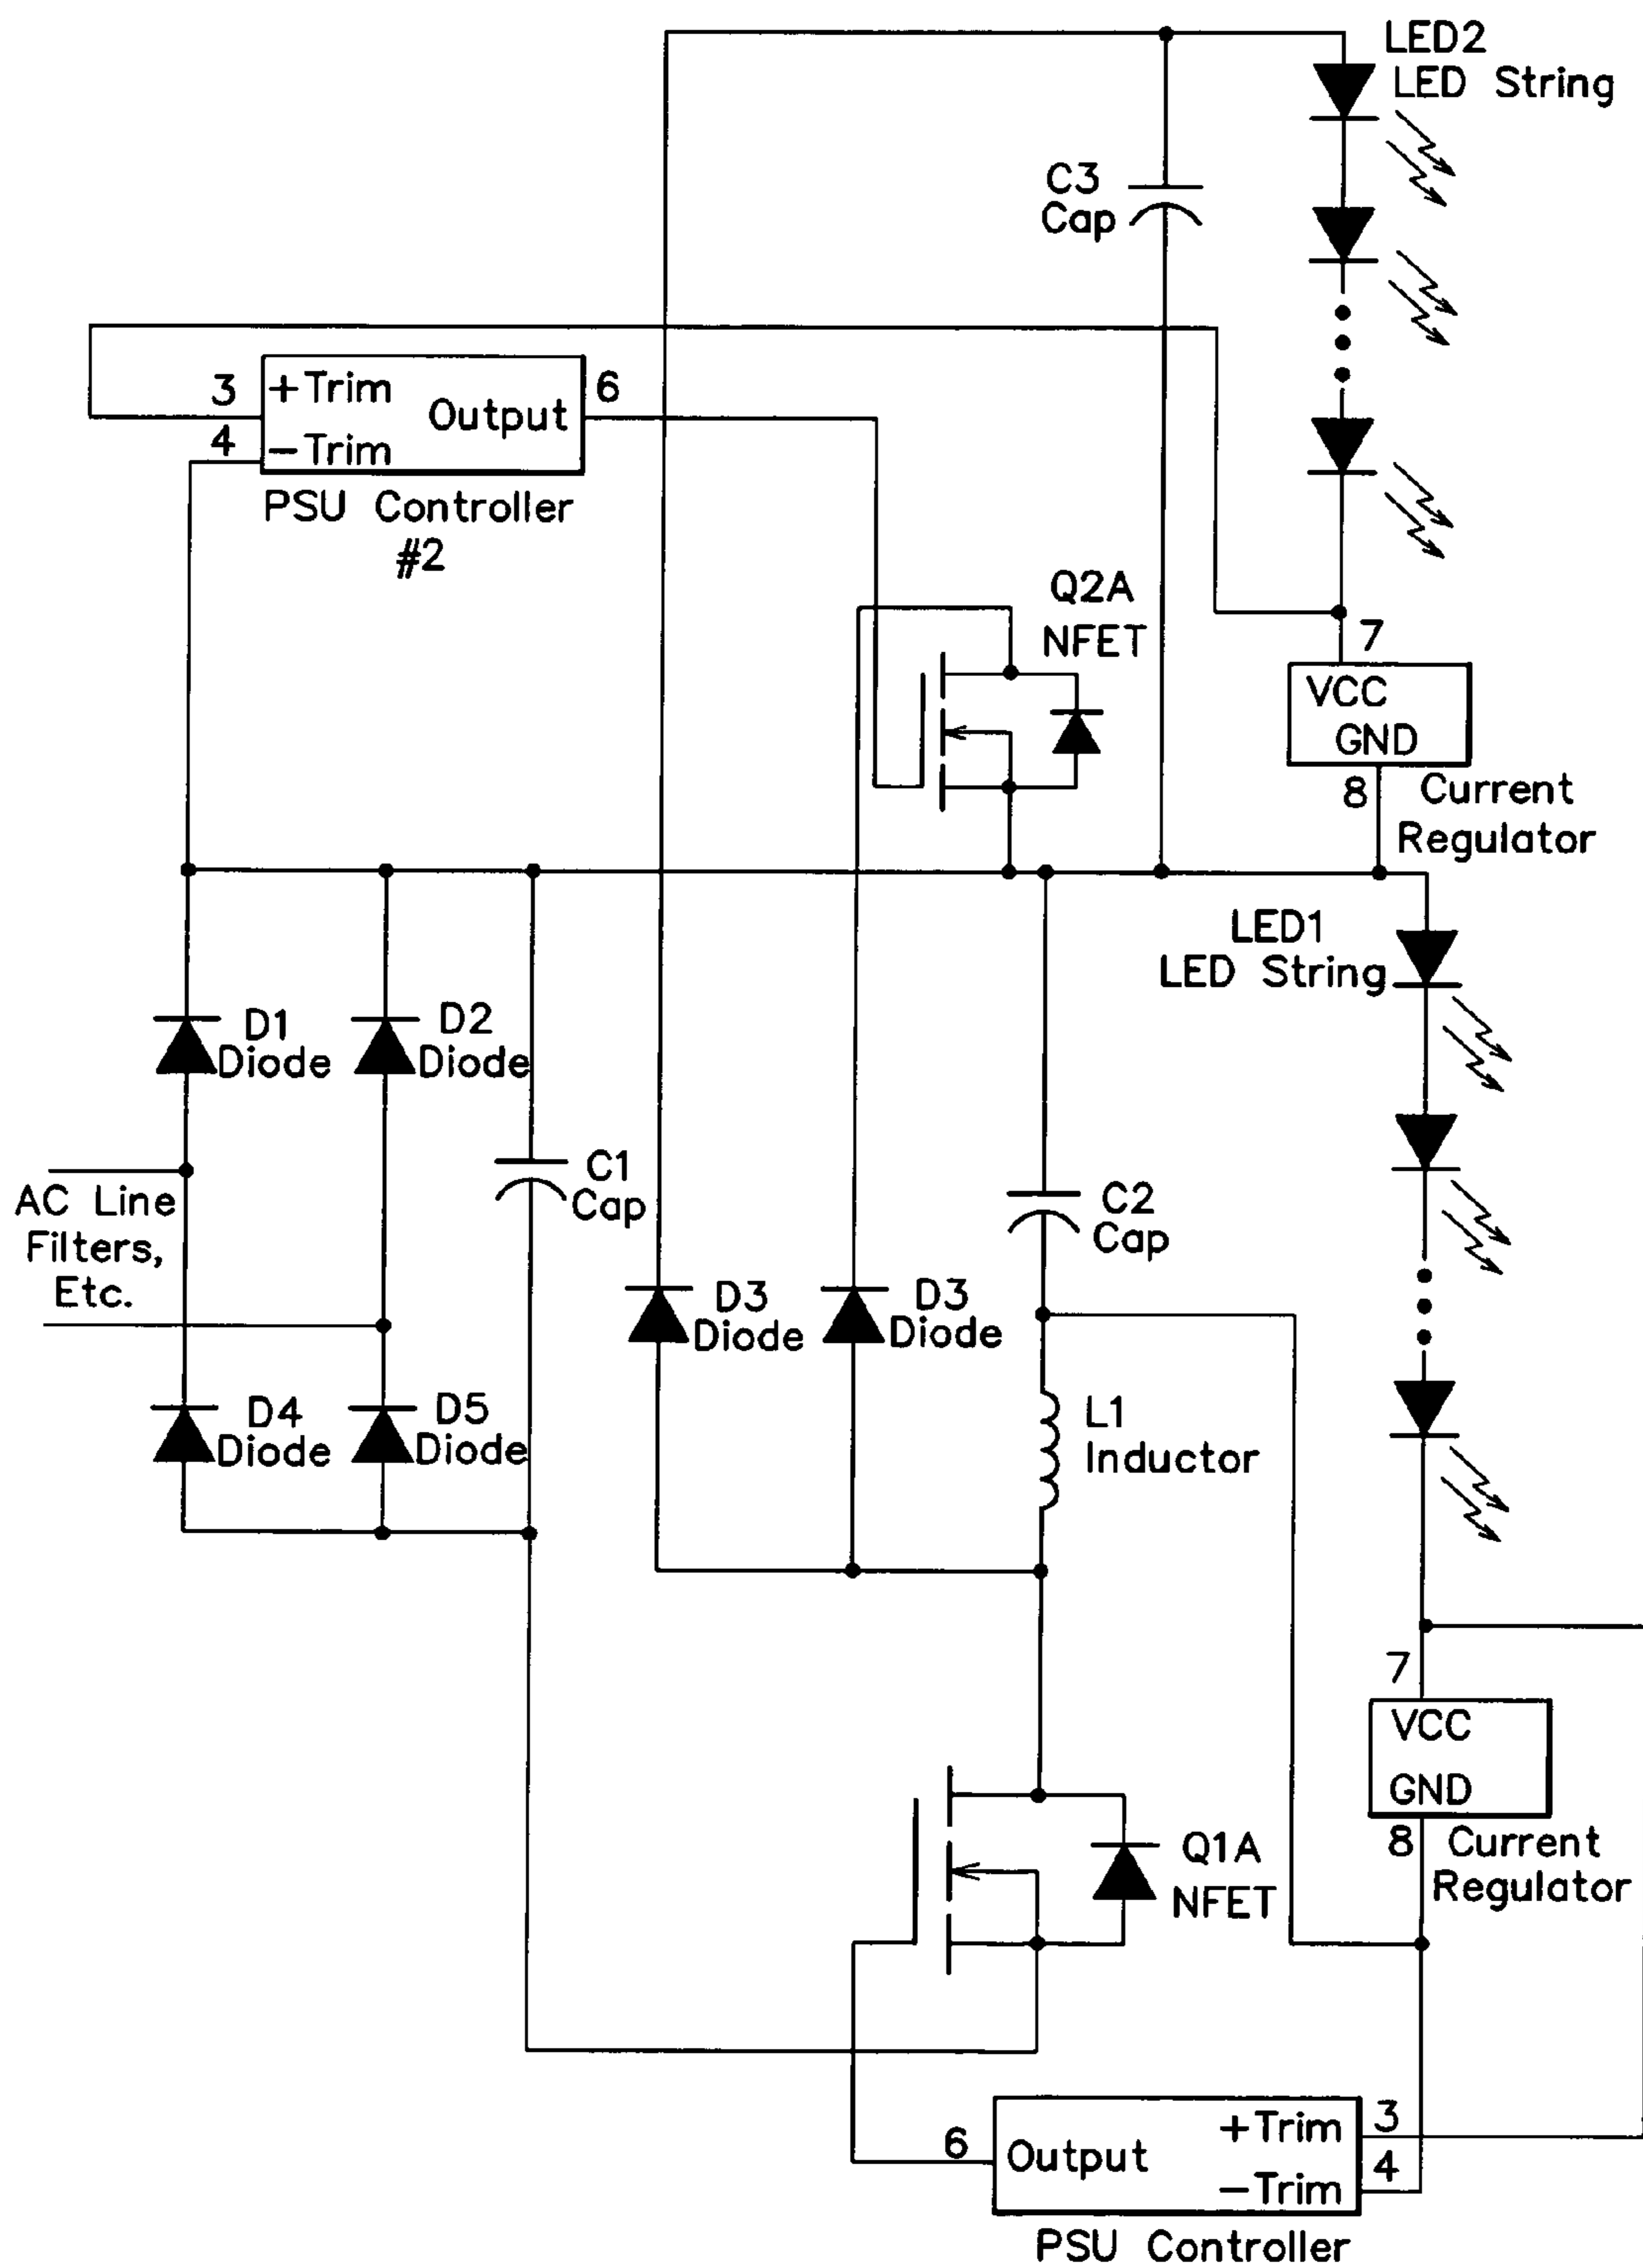 LED2
LED String
C3
Cap
3
+Trim
Output
6
4
−Trim
PSU Controller
#2
Q2A
NFET
7
VCC
GND
8
Current
Regulator
LED1
LED String
D1
Diode
D2
Diode
C1
Cap
C2
Cap
AC Line
Filters,
Etc.
D3
Diode
D3
Diode
D4
Diode
D5
Diode
L1
Inductor
7
VCC
GND
8
Current
Regulator
Q1A
NFET
6
Output
+Trim
3
−Trim
4
PSU Controller